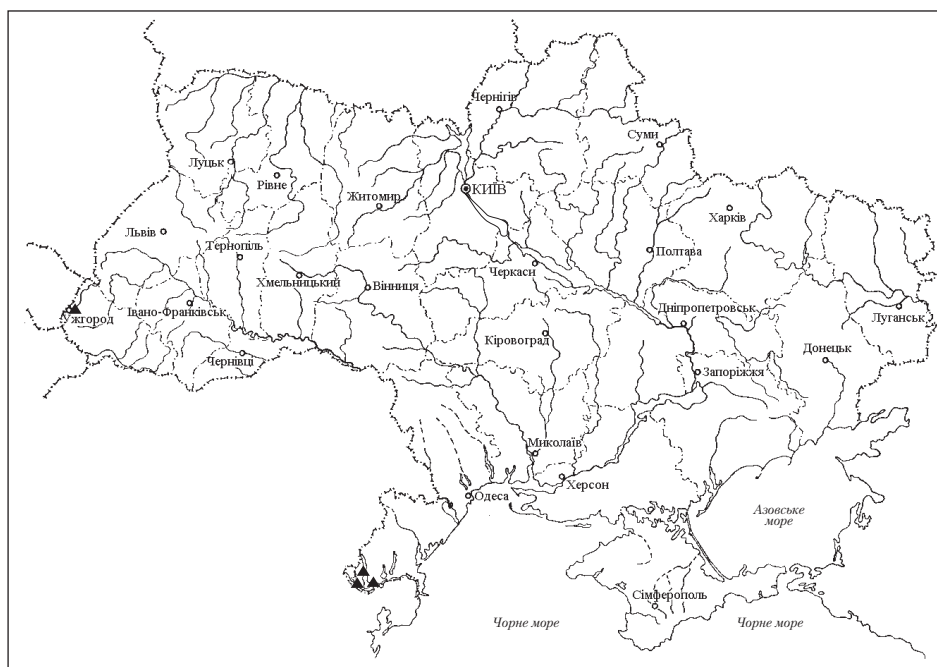 Чернігів
Суми
Луцьк
Рівне
КИЇВ
Житомир
Харків
Львів
Тернопіль
Полтава
Черкаси
Хмельницький
Вінниця
Ужгород
Івано-Франківськ
Дніпропетровськ
Луганськ
Кіровоград
Донецьк
Чернівці
Запоріжжя
Миколаїв
Херсон
Одеса
Азовське
море
Сімферополь
Чорне море
Чорне море